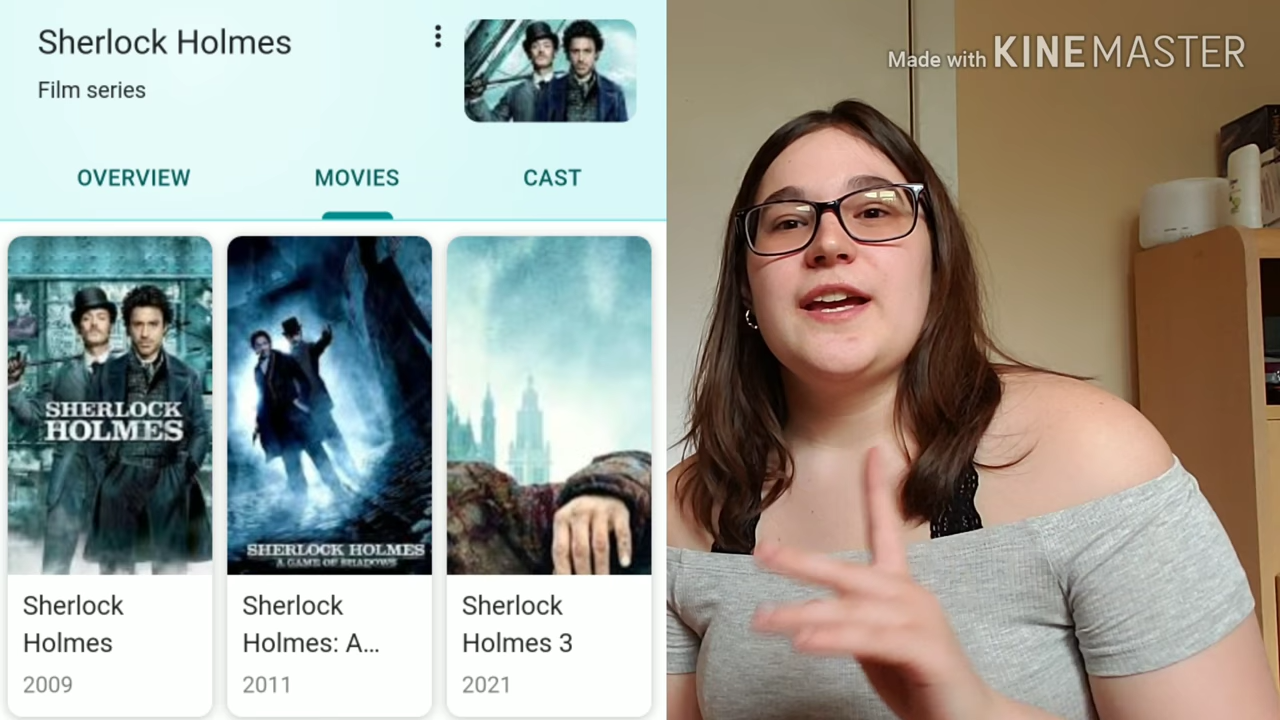 Sherlock Holmes
Film series
OVERVIEW
MOVIES
CAST
SHERLOCK
HOLMES
SHERLOCK HOLMES
A GAME OF SHADOWS
Sherlock
Holmes
2009
Sherlock
Holmes: A...
2011
Sherlock
Holmes 3
2021
Made with KINEMASTER